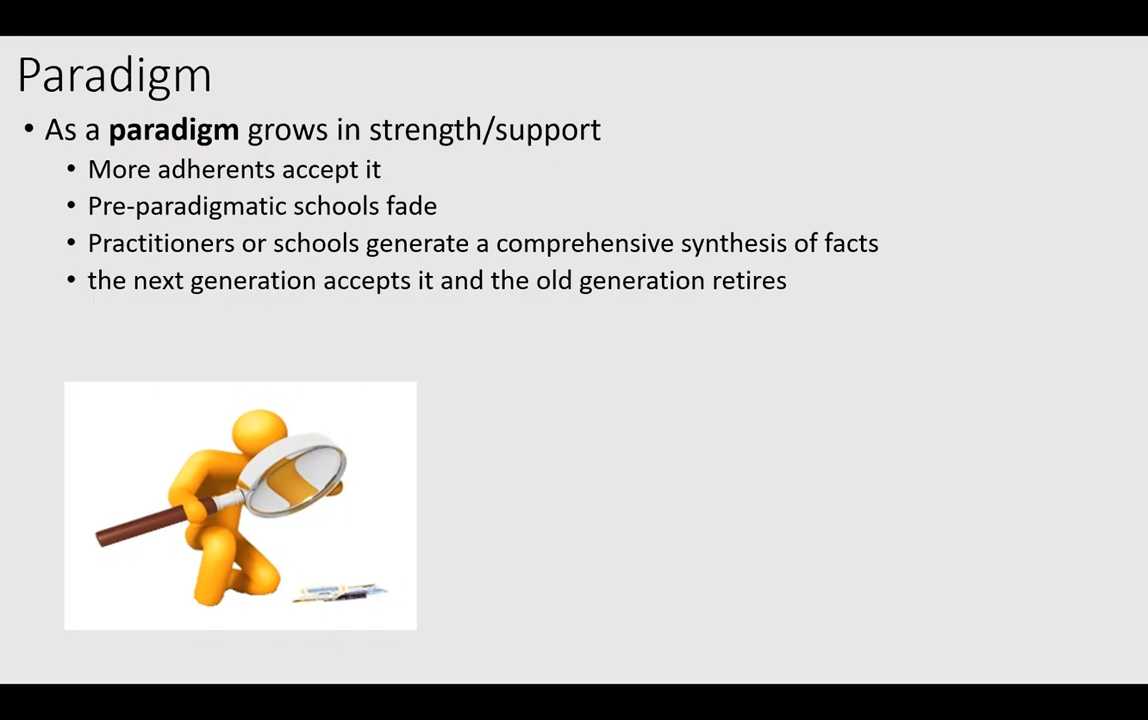 Paradigm
• As a paradigm grows in strength/support
• More adherents accept it
• Pre-paradigmatic schools fade
• Practitioners or schools generate a comprehensive synthesis of facts
• the next generation accepts it and the old generation retires